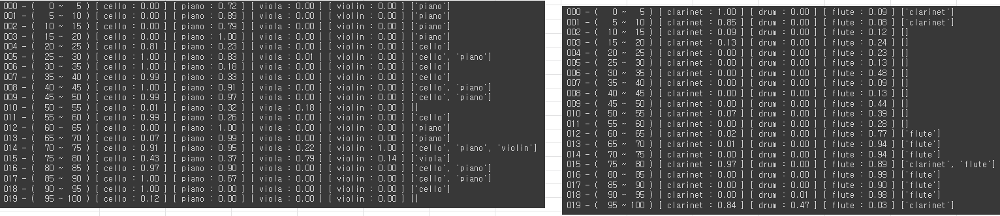 000 - (   0 ~   5 ) [ cello : 0.00 ] [ piano : 0.72 ] [ viola : 0.00 ] [ violin : 0.00 ] ['piano']
001 - (   5 ~  10 ) [ cello : 0.00 ] [ piano : 0.89 ] [ viola : 0.00 ] [ violin : 0.00 ] ['piano']
002 - (  10 ~  15 ) [ cello : 0.00 ] [ piano : 0.79 ] [ viola : 0.00 ] [ violin : 0.00 ] ['piano']
003 - (  15 ~  20 ) [ cello : 0.00 ] [ piano : 1.00 ] [ viola : 0.00 ] [ violin : 0.00 ] ['piano']
004 - (  20 ~  25 ) [ cello : 0.81 ] [ piano : 0.23 ] [ viola : 0.00 ] [ violin : 0.00 ] ['cello']
005 - (  25 ~  30 ) [ cello : 1.00 ] [ piano : 0.83 ] [ viola : 0.01 ] [ violin : 0.00 ] ['cello', 'piano']
006 - (  30 ~  35 ) [ cello : 1.00 ] [ piano : 0.18 ] [ viola : 0.00 ] [ violin : 0.00 ] ['cello']
007 - (  35 ~  40 ) [ cello : 0.99 ] [ piano : 0.33 ] [ viola : 0.00 ] [ violin : 0.00 ] ['cello']
008 - (  40 ~  45 ) [ cello : 1.00 ] [ piano : 0.91 ] [ viola : 0.00 ] [ violin : 0.00 ] ['cello', 'piano']
009 - (  45 ~  50 ) [ cello : 0.99 ] [ piano : 0.97 ] [ viola : 0.00 ] [ violin : 0.00 ] ['cello', 'piano']
010 - (  50 ~  55 ) [ cello : 0.01 ] [ piano : 0.32 ] [ viola : 0.18 ] [ violin : 0.00 ] []
011 - (  55 ~  60 ) [ cello : 0.99 ] [ piano : 0.26 ] [ viola : 0.00 ] [ violin : 0.00 ] ['cello']
012 - (  60 ~  65 ) [ cello : 0.00 ] [ piano : 1.00 ] [ viola : 0.00 ] [ violin : 0.00 ] ['piano']
013 - (  65 ~  70 ) [ cello : 0.07 ] [ piano : 0.99 ] [ viola : 0.00 ] [ violin : 0.00 ] ['piano']
014 - (  70 ~  75 ) [ cello : 0.91 ] [ piano : 0.95 ] [ viola : 0.22 ] [ violin : 1.00 ] ['cello', 'piano', 'violin']
015 - (  75 ~  80 ) [ cello : 0.43 ] [ piano : 0.37 ] [ viola : 0.79 ] [ violin : 0.14 ] ['viola']
016 - (  80 ~  85 ) [ cello : 0.97 ] [ piano : 0.90 ] [ viola : 0.00 ] [ violin : 0.00 ] ['cello', 'piano']
017 - (  85 ~  90 ) [ cello : 1.00 ] [ piano : 0.67 ] [ viola : 0.00 ] [ violin : 0.00 ] ['cello', 'piano']
018 - (  90 ~  95 ) [ cello : 1.00 ] [ piano : 0.00 ] [ viola : 0.00 ] [ violin : 0.00 ] ['cello']
019 - (  95 ~ 100 ) [ cello : 0.12 ] [ piano : 0.00 ] [ viola : 0.00 ] [ violin : 0.00 ] []
000 - (   0 ~   5 ) [ clarinet : 1.00 ] [ drum : 0.00 ] [ flute : 0.09 ] ['clarinet']
001 - (   5 ~  10 ) [ clarinet : 0.85 ] [ drum : 0.00 ] [ flute : 0.08 ] ['clarinet']
002 - (  10 ~  15 ) [ clarinet : 0.09 ] [ drum : 0.00 ] [ flute : 0.12 ] []
003 - (  15 ~  20 ) [ clarinet : 0.13 ] [ drum : 0.00 ] [ flute : 0.24 ] []
004 - (  20 ~  25 ) [ clarinet : 0.00 ] [ drum : 0.00 ] [ flute : 0.23 ] []
005 - (  25 ~  30 ) [ clarinet : 0.00 ] [ drum : 0.00 ] [ flute : 0.13 ] []
006 - (  30 ~  35 ) [ clarinet : 0.00 ] [ drum : 0.00 ] [ flute : 0.48 ] []
007 - (  35 ~  40 ) [ clarinet : 0.00 ] [ drum : 0.00 ] [ flute : 0.09 ] []
008 - (  40 ~  45 ) [ clarinet : 0.00 ] [ drum : 0.00 ] [ flute : 0.13 ] []
009 - (  45 ~  50 ) [ clarinet : 0.00 ] [ drum : 0.00 ] [ flute : 0.44 ] []
010 - (  50 ~  55 ) [ clarinet : 0.07 ] [ drum : 0.00 ] [ flute : 0.39 ] []
011 - (  55 ~  60 ) [ clarinet : 0.00 ] [ drum : 0.00 ] [ flute : 0.28 ] []
012 - (  60 ~  65 ) [ clarinet : 0.02 ] [ drum : 0.00 ] [ flute : 0.77 ] ['flute']
013 - (  65 ~  70 ) [ clarinet : 0.01 ] [ drum : 0.00 ] [ flute : 0.94 ] ['flute']
014 - (  70 ~  75 ) [ clarinet : 0.00 ] [ drum : 0.00 ] [ flute : 0.94 ] ['flute']
015 - (  75 ~  80 ) [ clarinet : 0.97 ] [ drum : 0.00 ] [ flute : 0.89 ] ['clarinet', 'flute']
016 - (  80 ~  85 ) [ clarinet : 0.00 ] [ drum : 0.00 ] [ flute : 0.99 ] ['flute']
017 - (  85 ~  90 ) [ clarinet : 0.00 ] [ drum : 0.00 ] [ flute : 0.90 ] ['flute']
018 - (  90 ~  95 ) [ clarinet : 0.00 ] [ drum : 0.01 ] [ flute : 0.98 ] ['flute']
019 - (  95 ~ 100 ) [ clarinet : 0.84 ] [ drum : 0.47 ] [ flute : 0.03 ] ['clarinet']